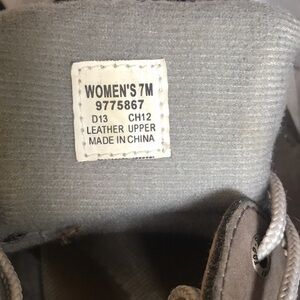 WOMEN'S 7M
9775867
D13 CH12
LEATHER UPPER
MADE IN CHINA